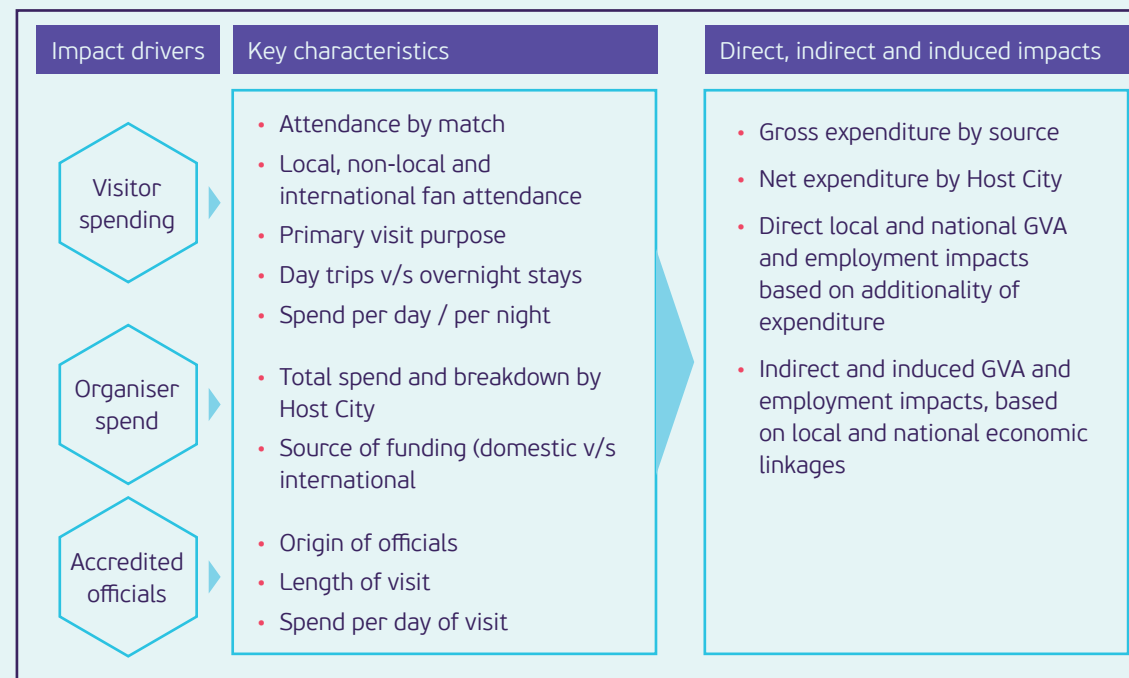 Impact drivers
Key characteristics
Direct, indirect and induced impacts
Visitor
spending
• Attendance by match
• Local, non-local and
international fan attendance
• Primary visit purpose
• Day trips v/s overnight stays
• Spend per day / per night
Organiser
spend
• Total spend and breakdown by
Host City
• Source of funding (domestic v/s
international
Accredited
officials
• Origin of officials
• Length of visit
• Spend per day of visit
• Gross expenditure by source
• Net expenditure by Host City
• Direct local and national GVA
and employment impacts
based on additionality of
expenditure
• Indirect and induced GVA and
employment impacts, based
on local and national economic
linkages